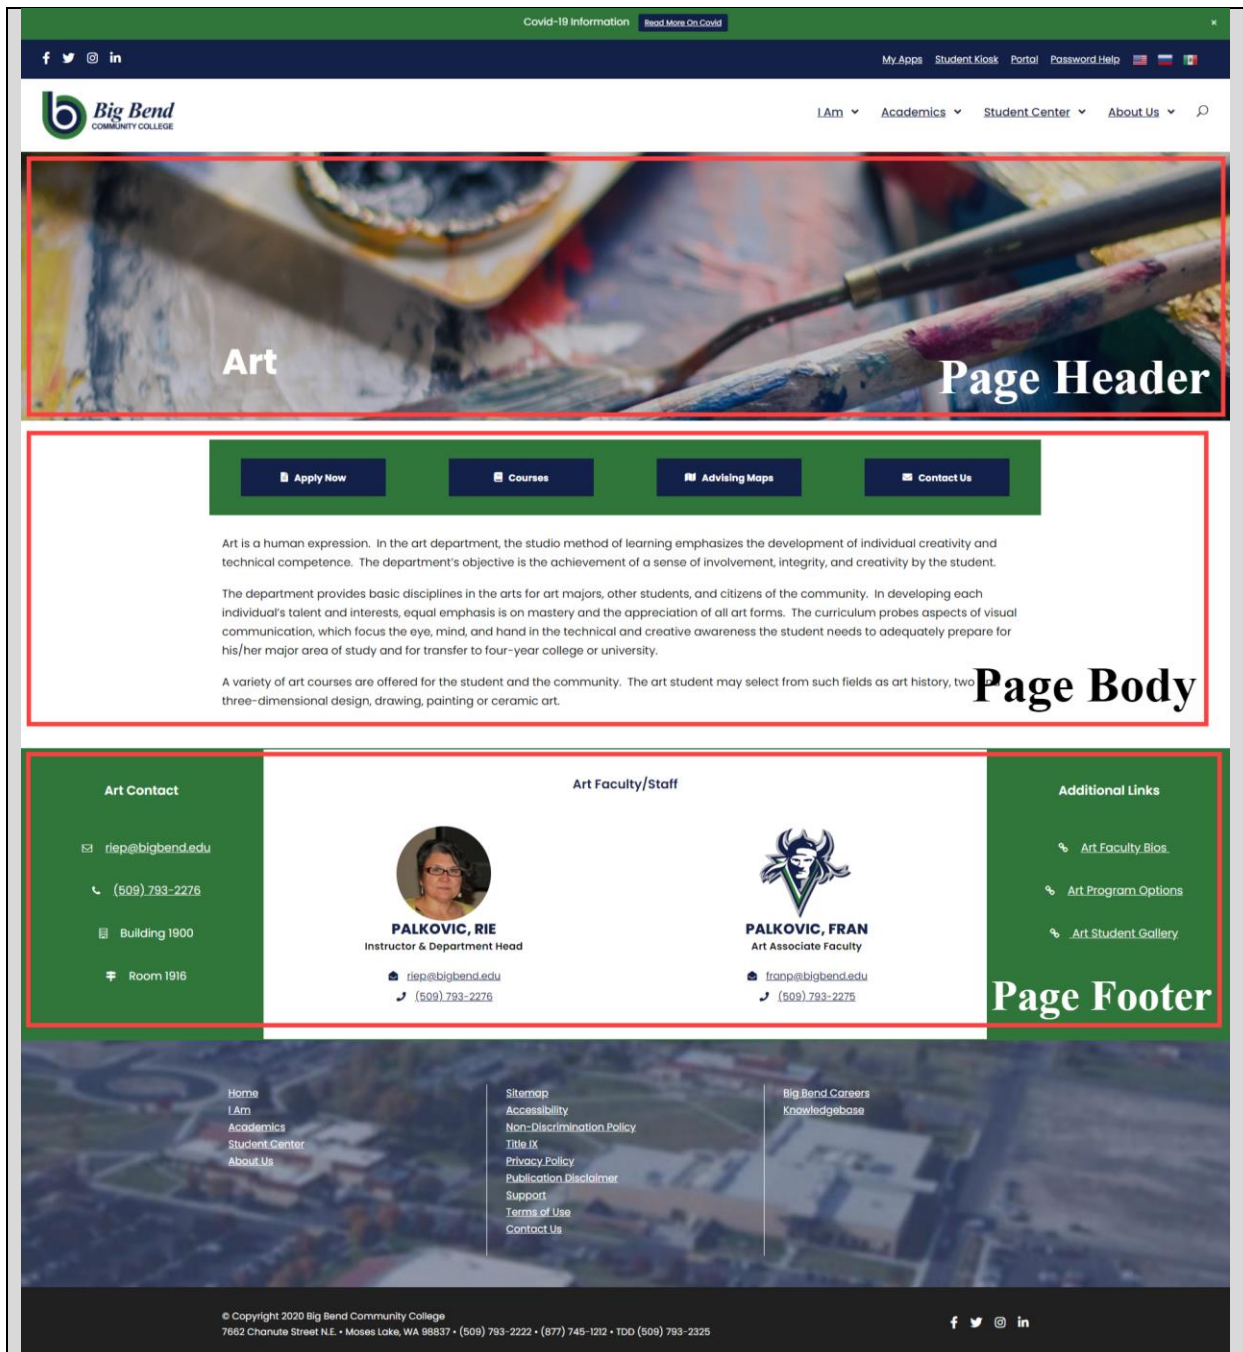 Covid-19 Information Read More On Covid ×
My Apps Student Kiosk Portal Password Help
Big Bend
COMMUNITY COLLEGE
I Am Academics Student Center About Us
Art
Page Header
Apply Now Courses Advising Maps Contact Us
Art is a human expression. In the art department, the studio method of learning emphasizes the development of individual creativity and
technical competence. The department's objective is the achievement of a sense of involvement, integrity, and creativity by the student.
The department provides basic disciplines in the arts for art majors, other students, and citizens of the community. In developing each
individual's talent and interests, equal emphasis is on mastery and the appreciation of all art forms. The curriculum probes aspects of visual
communication, which focus the eye, mind, and hand in the technical and creative awareness the student needs to adequately prepare for
his/her major area of study and for transfer to four-year college or university.
A variety of art courses are offered for the student and the community. The art student may select from such fields as art history, two
three-dimensional design, drawing, painting or ceramic art.
Page Body
Art Contact
riep@bigbend.edu
(509) 793-2276
Building 1900
Room 1916
Art Faculty/Staff
PALKOVIC, RIE
Instructor & Department Head
riep@bigbend.edu
(509) 793-2276
PALKOVIC, FRAN
Art Associate Faculty
franp@bigbend.edu
(509) 793-2275
Additional Links
Art Faculty Bios
Art Program Options
Art Student Gallery
Page Footer
Home
I Am
Academics
Student Center
About Us
Sitemap
Accessibility
Non-Discrimination Policy
Title IX
Privacy Policy
Publication Disclaimer
Support
Terms of Use
Contact Us
Big Bend Careers
Knowledgebase
© Copyright 2020 Big Bend Community College
7662 Chanute Street N.E. • Moses Lake, WA 98837 • (509) 793-2222 • (877) 745-1212 • TDD (509) 793-2325